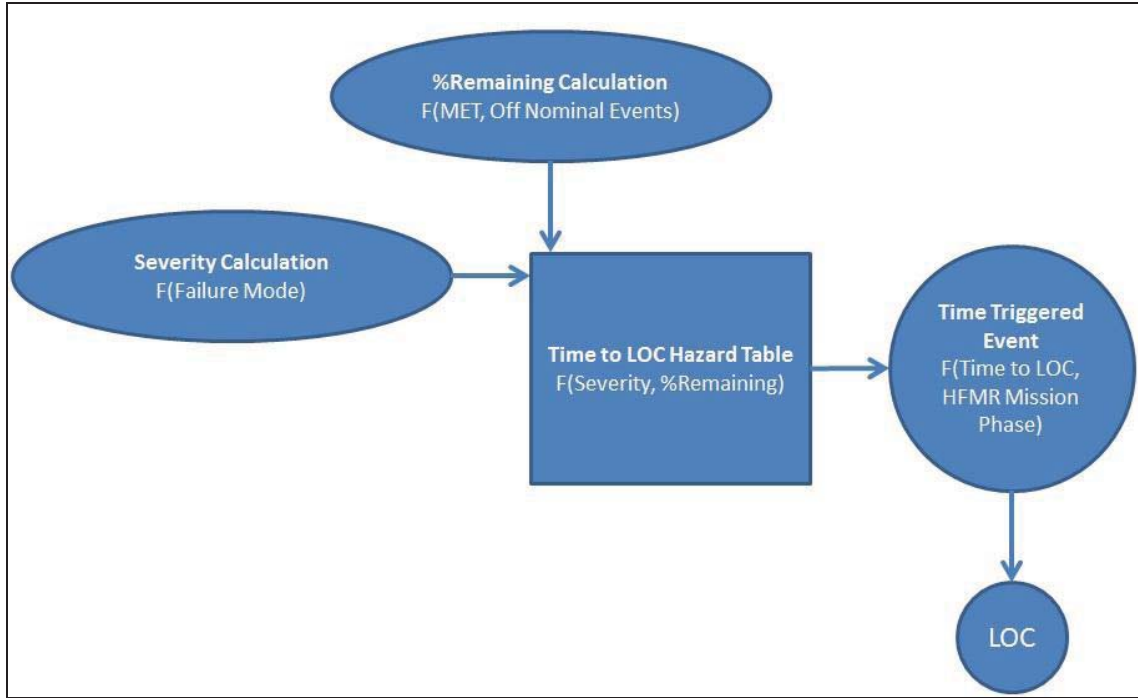 %Remaining Calculation
F(MET, Off Nominal Events)
Severity Calculation
F(Failure Mode)
Time to LOC Hazard Table
F(Severity, %Remaining)
Time Triggered
Event
F(Time to LOC,
HFMR Mission
Phase)
LOC